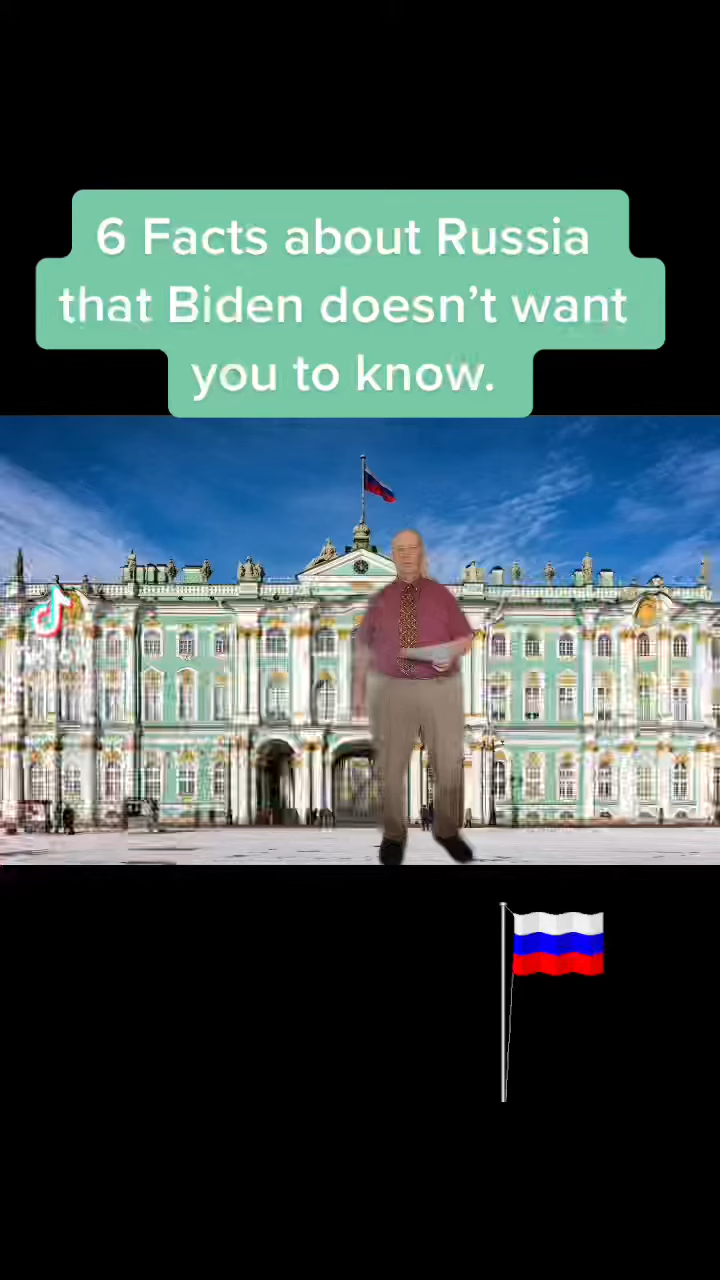 6 Facts about Russia
that Biden doesn’t want
you to know.